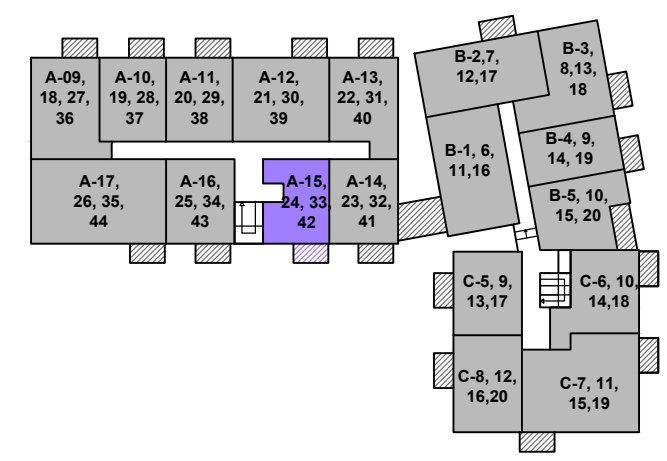 A-09,
18, 27,
36
A-10,
19, 28,
37
A-11,
20, 29,
38
A-12,
21, 30,
39
A-13,
22, 31,
40
A-17,
26, 35,
44
A-16,
25, 34,
43
A-15,
24, 33,
42
A-14,
23, 32,
41
B-2,7,
12,17
B-3,
8,13,
18
B-1, 6,
11,16
B-4, 9,
14, 19
B-5, 10,
15, 20
C-5, 9,
13,17
C-6, 10,
14,18
C-8, 12,
16,20
C-7, 11,
15,19